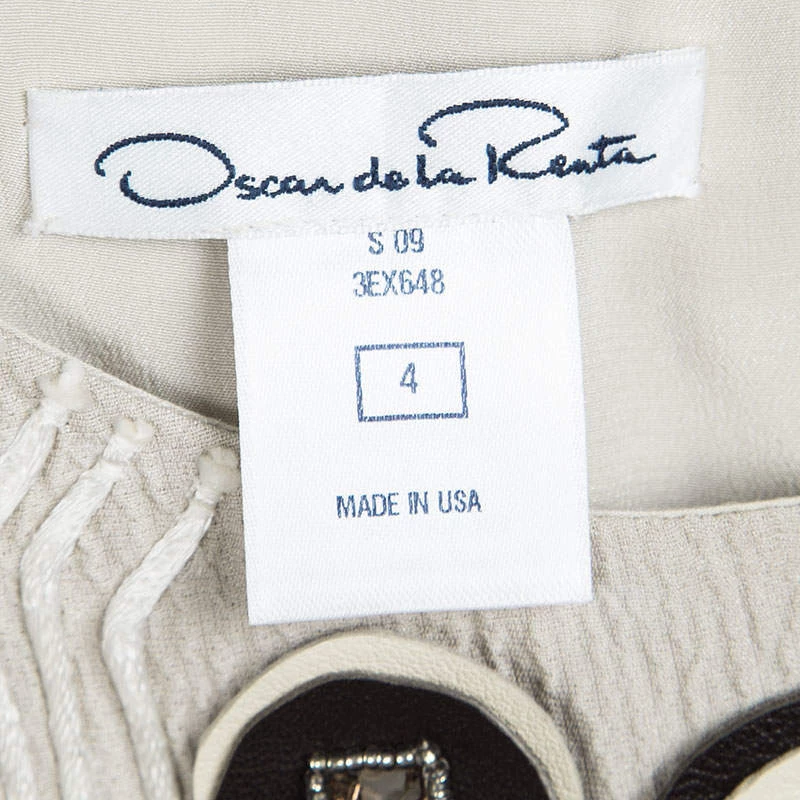 Oscar de la Renta
S 09
3EX648
4
MADE IN USA